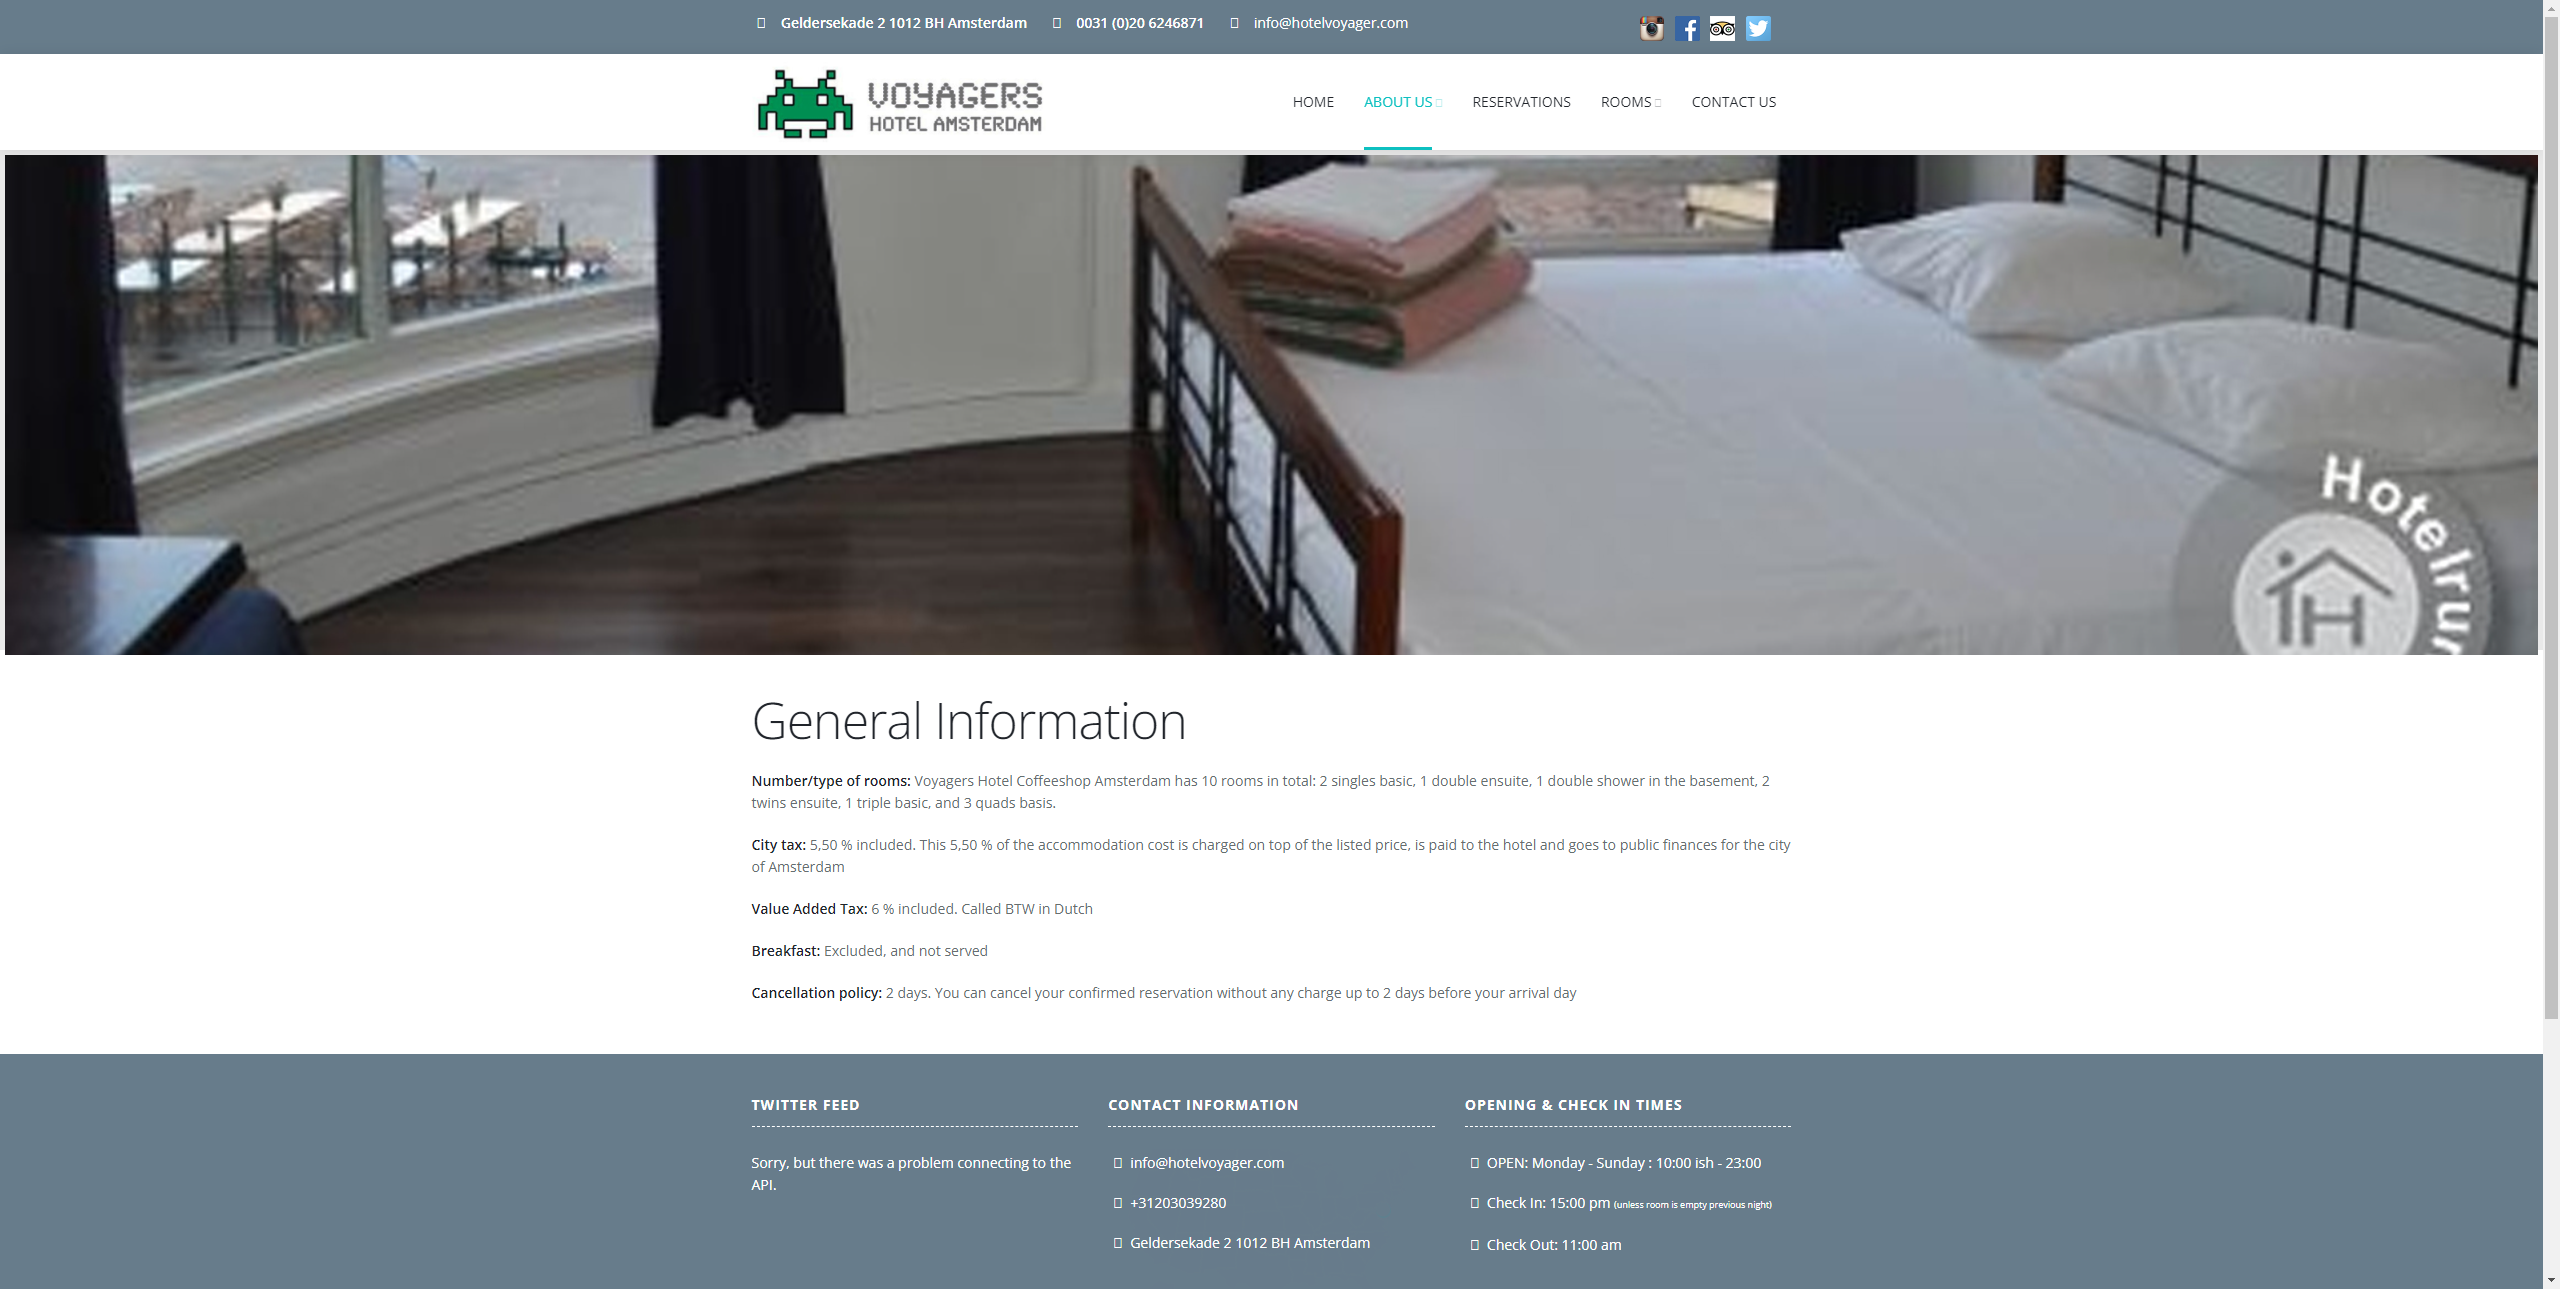 Geldersekade 2 1012 BH Amsterdam 0031 (0)20 6246871 info@hotelvoyager.com
VOYAGERS
HOTEL AMSTERDAM
HOME ABOUT US RESERVATIONS ROOMS CONTACT US
Hotelru
iH
General Information
Number/type of rooms: Voyagers Hotel Coffeeshop Amsterdam has 10 rooms in total: 2 singles basic, 1 double ensuite, 1 double shower in the basement, 2
twins ensuite, 1 triple basic, and 3 quads basis.
City tax: 5,50 % included. This 5,50 % of the accommodation cost is charged on top of the listed price, is paid to the hotel and goes to public finances for the city
of Amsterdam
Value Added Tax: 6 % included. Called BTW in Dutch
Breakfast: Excluded, and not served
Cancellation policy: 2 days. You can cancel your confirmed reservation without any charge up to 2 days before your arrival day
TWITTER FEED
Sorry, but there was a problem connecting to the
API.
CONTACT INFORMATION
info@hotelvoyager.com
+31203039280
Geldersekade 2 1012 BH Amsterdam
OPENING & CHECK IN TIMES
OPEN: Monday - Sunday : 10:00 ish - 23:00
Check In: 15:00 pm (unless room is empty previous night)
Check Out: 11:00 am